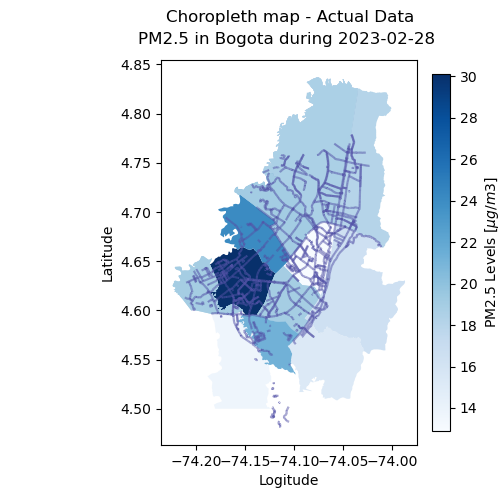 Choropleth map - Actual Data
PM2.5 in Bogota during 2023-02-28
4.85
4.80
4.75
4.70
4.65
4.60
4.55
4.50
Latitude
−74.20 −74.15 −74.10 −74.05 −74.00
Logitude
30
28
26
24
22
20
18
16
14
PM2.5 Levels [μg/m3]